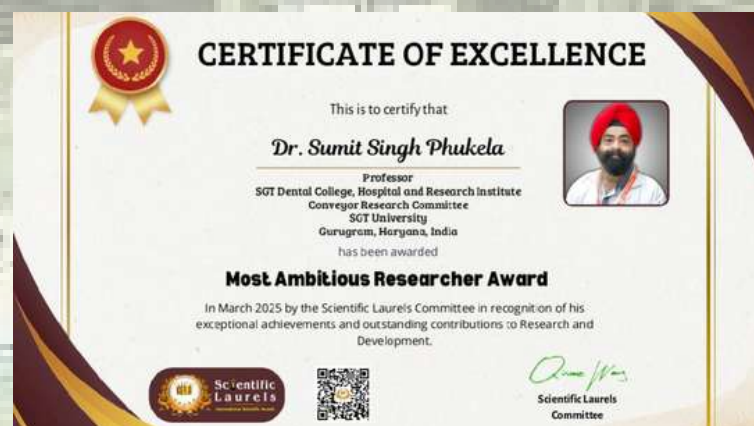 CERTIFICATE OF EXCELLENCE
This is to certify that
Dr. Sumit Singh Phukela
Professor
SGT Dental College, Hospital and Research Institute
Conveyor Research Committee
SGT University
Gurugram, Haryana, India
has been awarded
Most Ambitious Researcher Award
In March 2025 by the Scientific Laurels Committee in recognition of his
exceptional achievements and outstanding contributions to Research and
Development.
Scientific
Laurels
Scientific Laurels
Committee